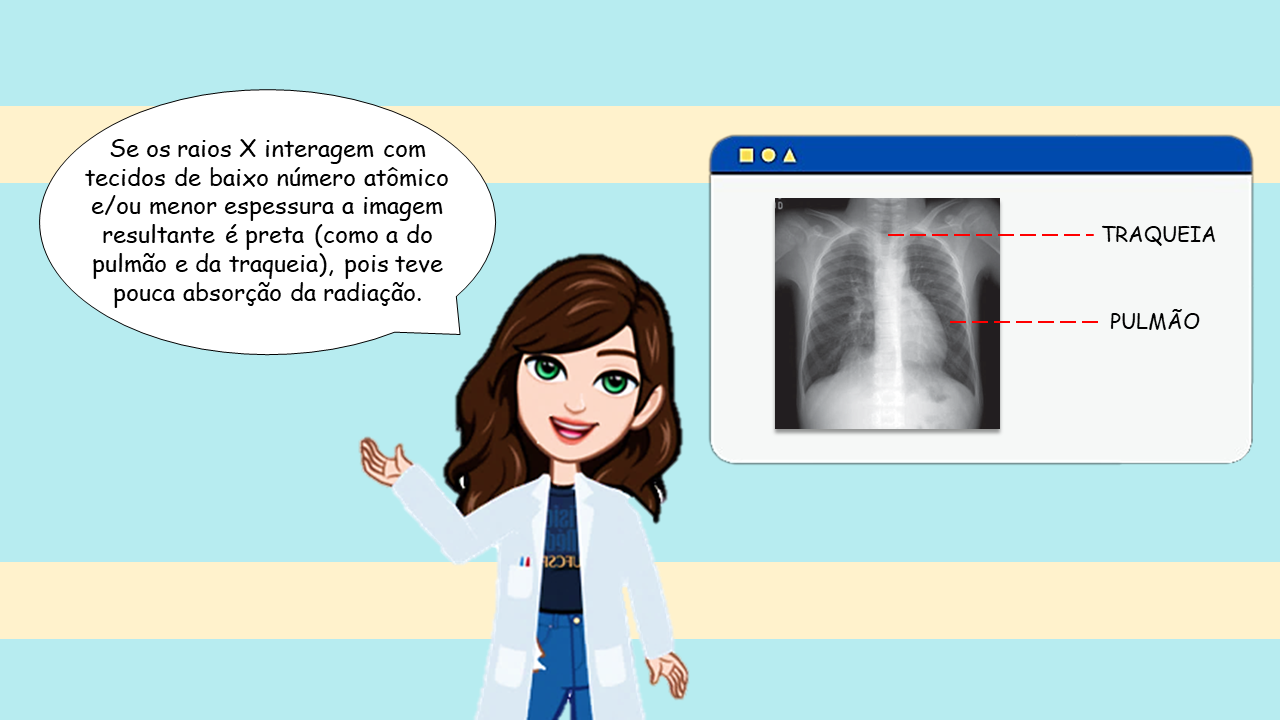 Se os raios X interagem com
tecidos de baixo número atômico
e/ou menor espessura a imagem
resultante é preta (como a do
pulmão e da traqueia), pois teve
pouca absorção da radiação.
D
TRAQUEIA
PULMÃO